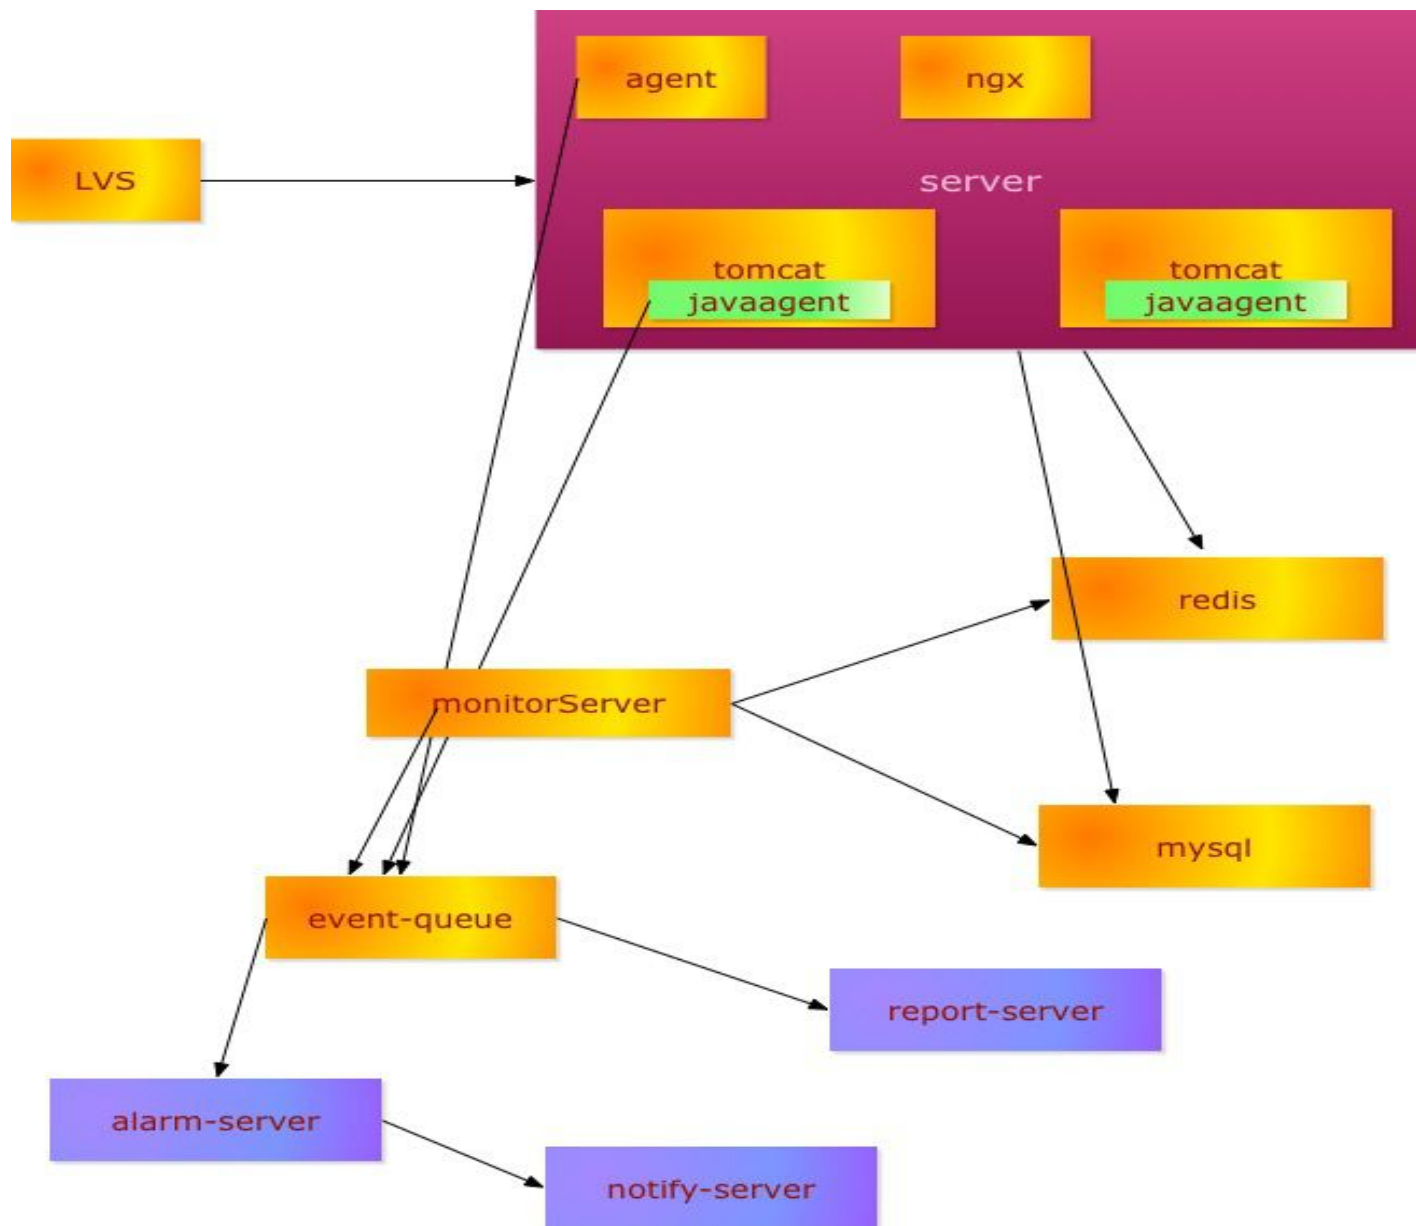 agent
ngx
LVS
server
tomcat
tomcat
javaagent
javaagent
redis
monitorServer
mysql
event-queue
report-server
alarm-server
notify-server